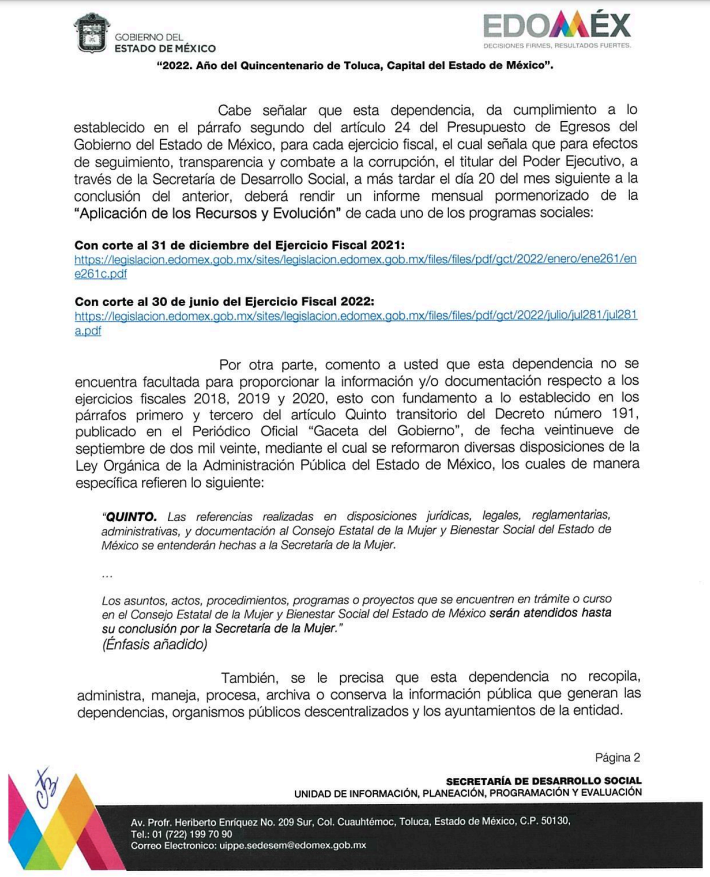 GOBIERNO DEL
ESTADO DE MÉXICO
EDOMÉX
DECISIONES FIRMES, RESULTADOS FUERTES.
“2022. Año del Quincentenario de Toluca, Capital del Estado de México”.
Cabe señalar que esta dependencia, da cumplimiento a lo
establecido en el párrafo segundo del artículo 24 del Presupuesto de Egresos del
Gobierno del Estado de México, para cada ejercicio fiscal, el cual señala que para efectos
de seguimiento, transparencia y combate a la corrupción, el titular del Poder Ejecutivo, a
través de la Secretaría de Desarrollo Social, a más tardar el día 20 del mes siguiente a la
conclusión del anterior, deberá rendir un informe mensual pormenorizado de la
“Aplicación de los Recursos y Evolución” de cada uno de los programas sociales:
Con corte al 31 de diciembre del Ejercicio Fiscal 2021:
https://legislacion.edomex.gob.mx/sites/legislacion.edomex.gob.mx/files/files/pdf/gct/2022/enero/ene261/en
e261c.pdf
Con corte al 30 de junio del Ejercicio Fiscal 2022:
https://legislacion.edomex.gob.mx/sites/legislacion.edomex.gob.mx/files/files/pdf/gct/2022/julio/jul281/jul281
a.pdf
Por otra parte, comento a usted que esta dependencia no se
encuentra facultada para proporcionar la información y/o documentación respecto a los
ejercicios fiscales 2018, 2019 y 2020, esto con fundamento a lo establecido en los
párrafos primero y tercero del artículo Quinto transitorio del Decreto número 191,
publicado en el Periódico Oficial “Gaceta del Gobierno”, de fecha veintinueve de
septiembre de dos mil veinte, mediante el cual se reformaron diversas disposiciones de la
Ley Orgánica de la Administración Pública del Estado de México, los cuales de manera
específica refieren lo siguiente:
“QUINTO. Las referencias realizadas en disposiciones jurídicas, legales, reglamentarias,
administrativas, y documentación al Consejo Estatal de la Mujer y Bienestar Social del Estado de
México se entenderán hechas a la Secretaría de la Mujer.
...
Los asuntos, actos, procedimientos, programas o proyectos que se encuentren en trámite o curso
en el Consejo Estatal de la Mujer y Bienestar Social del Estado de México serán atendidos hasta
su conclusión por la Secretaría de la Mujer.”
(Énfasis añadido)
También, se le precisa que esta dependencia no recopila,
administra, maneja, procesa, archiva o conserva la información pública que generan las
dependencias, organismos públicos descentralizados y los ayuntamientos de la entidad.
Página 2
SECRETARÍA DE DESARROLLO SOCIAL
UNIDAD DE INFORMACIÓN, PLANEACIÓN, PROGRAMACIÓN Y EVALUACIÓN
Av. Profr. Heriberto Enríquez No. 209 Sur, Col. Cuauhtémoc, Toluca, Estado de México, C.P. 50130,
Tel.: 01 (722) 199 70 90
Correo Electronico: uippe.sedesem@edomex.gob.mx